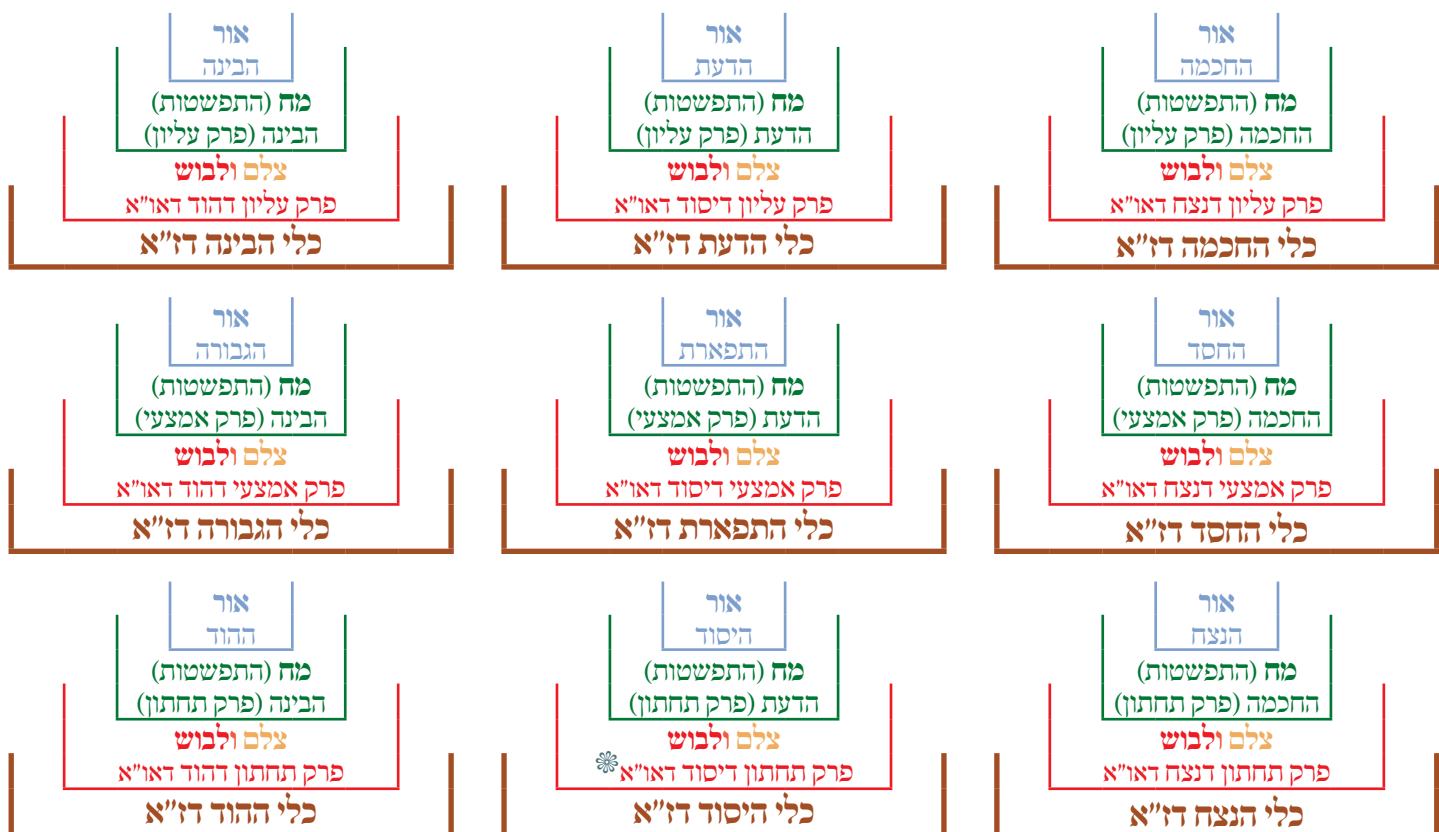 אור
החכמה
מח (התפשטות)
החכמה (פרק עליון)
צלם ולבוש
פרק עליון דנצח דאו״א
כלי החכמה דז״א
אור
הדעת
מח (התפשטות)
הדעת (פרק עליון)
צלם ולבוש
פרק עליון דיסוד דאו״א
כלי הדעת דז״א
אור
הבינה
מח (התפשטות)
הבינה (פרק עליון)
צלם ולבוש
פרק עליון דהוד דאו״א
כלי הבינה דז״א
אור
החסד
מח (התפשטות)
החכמה (פרק אמצעי)
צלם ולבוש
פרק אמצעי דנצח דאו״א
כלי החסד דז״א
אור
התפארת
מח (התפשטות)
הדעת (פרק אמצעי)
צלם ולבוש
פרק אמצעי דיסוד דאו״א
כלי התפארת דז״א
אור
הגבורה
מח (התפשטות)
הבינה (פרק אמצעי)
צלם ולבוש
פרק אמצעי דהוד דאו״א
כלי הגבורה דז״א
אור
הנצח
מח (התפשטות)
החכמה (פרק תחתון)
צלם ולבוש
פרק תחתון דנצח דאו״א
כלי הנצח דז״א
אור
היסוד
מח (התפשטות)
הדעת (פרק תחתון)
צלם ולבוש
פרק תחתון דיסוד דאו״א
כלי היסוד דז״א
אור
ההוד
מח (התפשטות)
הבינה (פרק תחתון)
צלם ולבוש
פרק תחתון דהוד דאו״א
כלי ההוד דז״א